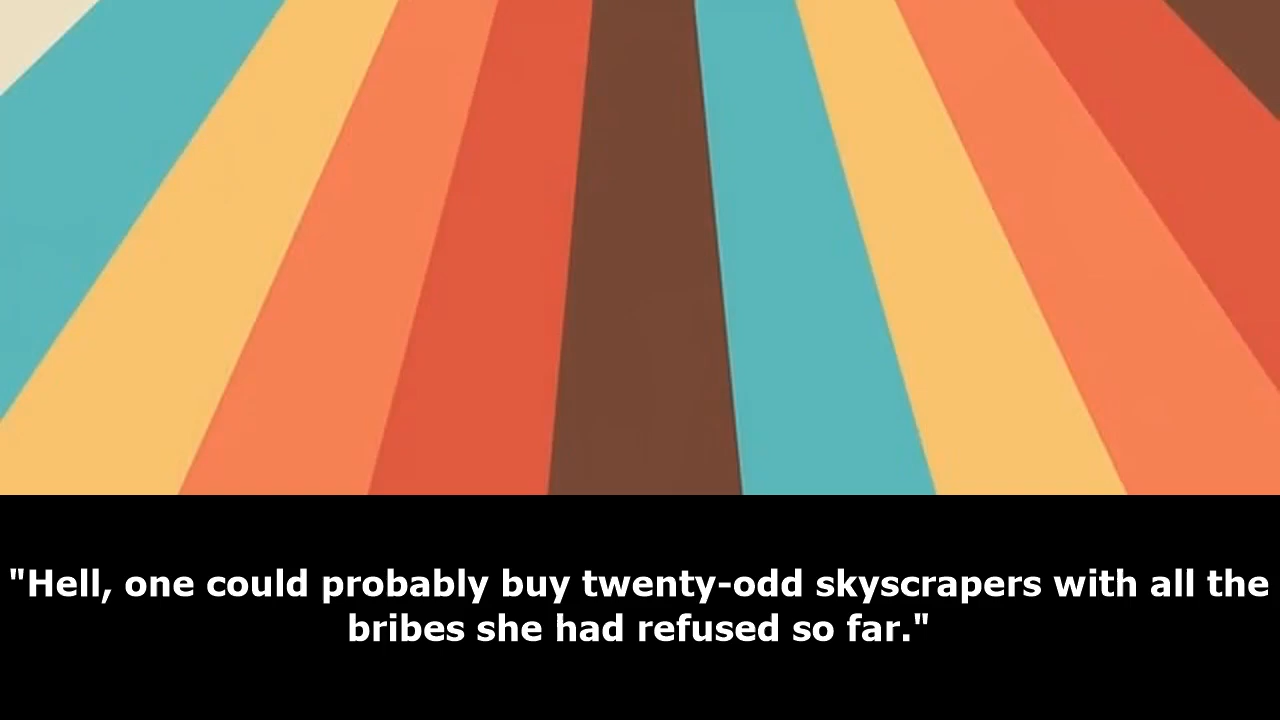 "Hell, one could probably buy twenty-odd skyscrapers with all the
bribes she had refused so far."